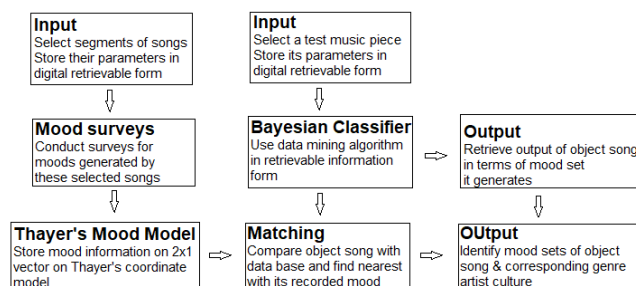 Input
Select segments of songs
Store their parameters in
digital retrievable form
Input
Select a test music piece
Store its parameters in
digital retrievable form
Mood surveys
Conduct surveys for
moods generated by
these selected songs
Bayesian Classifier
Use data mining algorithm
in retrievable information
form
Output
Retrieve output of object song
in terms of mood set
it generates
Thayer's Mood Model
Store mood information on 2x1
vector on Thayer's coordinate
model
Matching
Compare object song with
data base and find nearest
with its recorded mood
OUtput
Identify mood sets of object
song & corresponding genre
artist culture